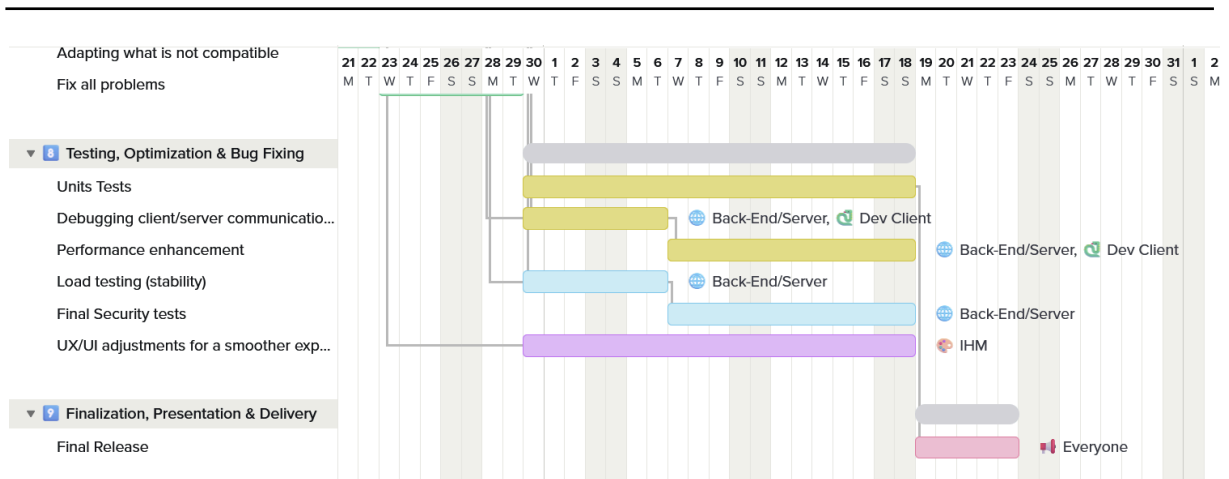 Adapting what is not compatible
21 22 23 24 25 26 27 28 29 30 1 2 3 4 5 6 7 8 9 10 11 12 13 14 15 16 17 18 19 20 21 22 23 24 25 26 27 28 29 30 31 1 2
Fix all problems
M T W T F S S M T W T F S S M T W T F S S M T W T F S S M T W T F S S M T W T F S S M
8 Testing, Optimization & Bug Fixing
Units Tests
Debugging client/server communicatio... Back-End/Server, Dev Client
Performance enhancement Back-End/Server, Dev Client
Load testing (stability) Back-End/Server
Final Security tests Back-End/Server
UX/UI adjustments for a smoother exp... IHM
9 Finalization, Presentation & Delivery
Final Release Everyone